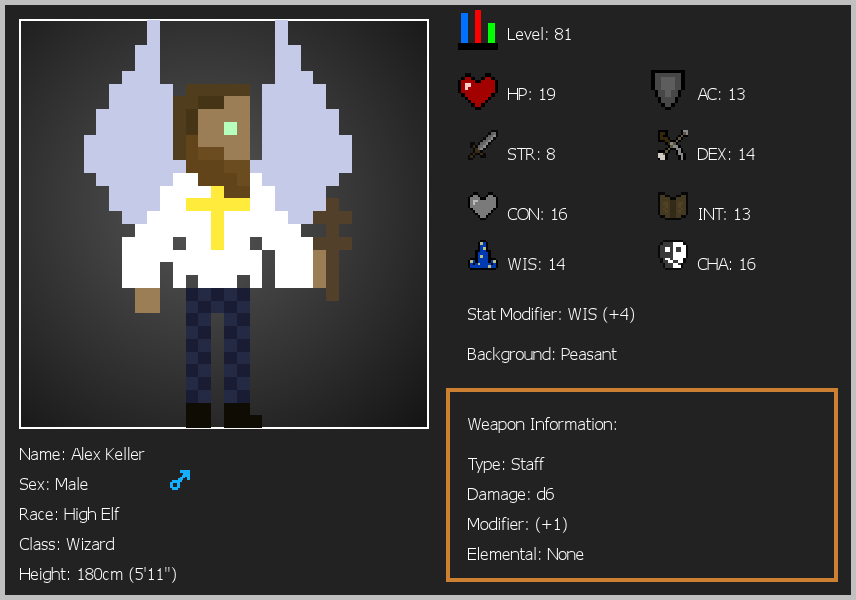 Level: 81
HP: 19
AC: 13
STR: 8
DEX: 14
CON: 16
INT: 13
WIS: 14
CHA: 16
Stat Modifier: WIS (+4)
Background: Peasant
Weapon Information:
Type: Staff
Damage: d6
Modifier: (+1)
Elemental: None
Name: Alex Keller
Sex: Male
Race: High Elf
Class: Wizard
Height: 180cm (5'11")